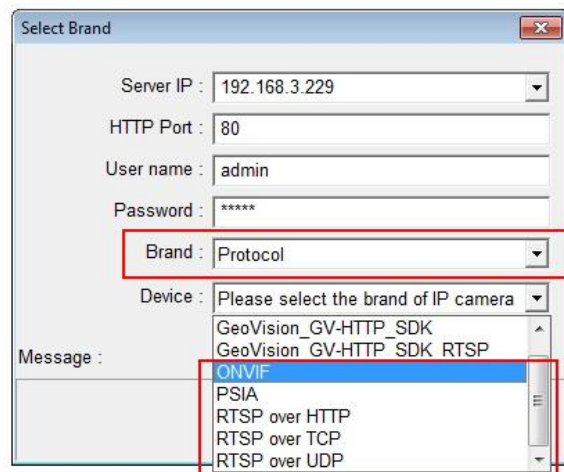 Select Brand
Server IP : 192.168.3.229
HTTP Port : 80
User name : admin
Password : *****
Brand : Protocol
Device : Please select the brand of IP camera
GeoVision_GV-HTTP_SDK
GeoVision_GV-HTTP_SDK_RTSP
Message :
ONVIF
PSIA
RTSP over HTTP
RTSP over TCP
RTSP over UDP